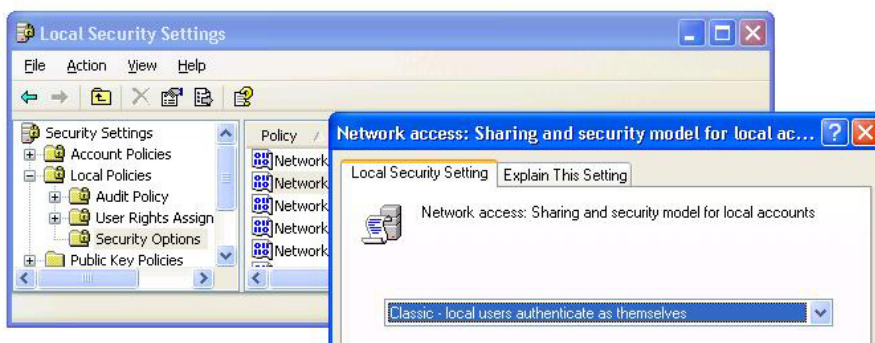 Local Security Settings
File Action View Help
Security Settings
Account Policies
Local Policies
Audit Policy
User Rights Assign
Security Options
Public Key Policies
Policy
Network
Network
Network
Network
Network
Network access: Sharing and security model for local ac...
Local Security Setting Explain This Setting
Network access: Sharing and security model for local accounts
Classic - local users authenticate as themselves